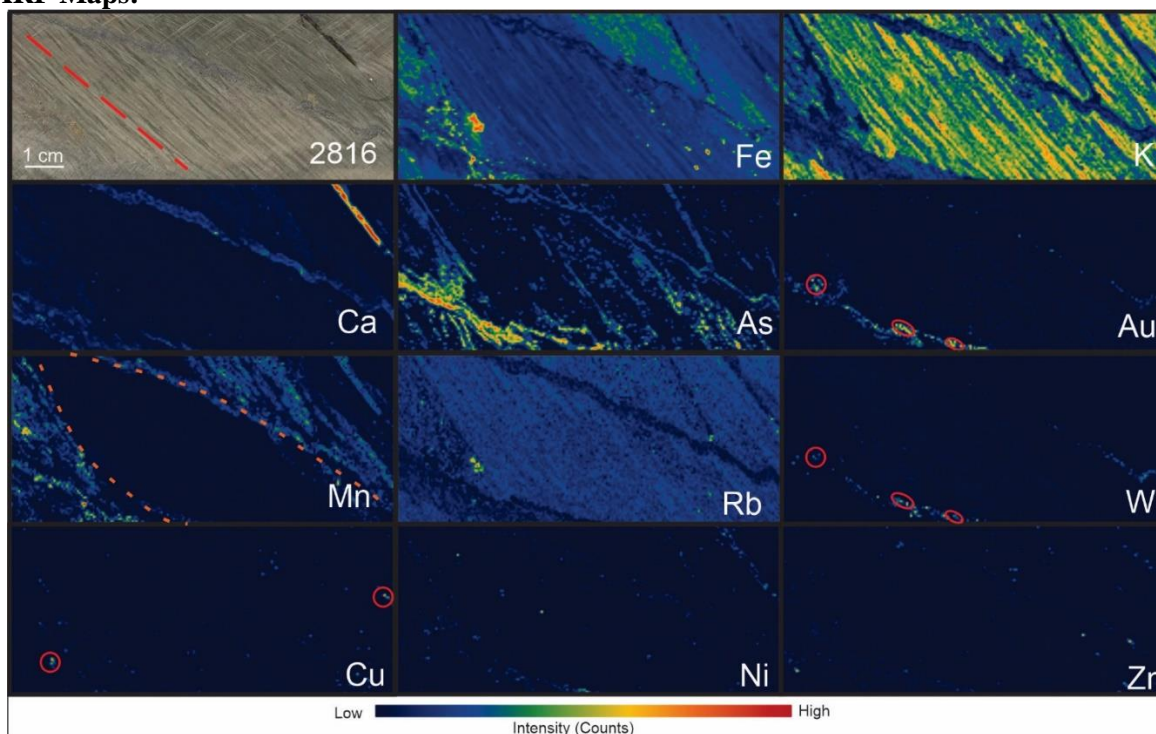 XRF Maps:
1 cm
2816
Fe
K
Ca
As
Au
Mn
Rb
W
Cu
Ni
Zr
Low
High
Intensity (Counts)